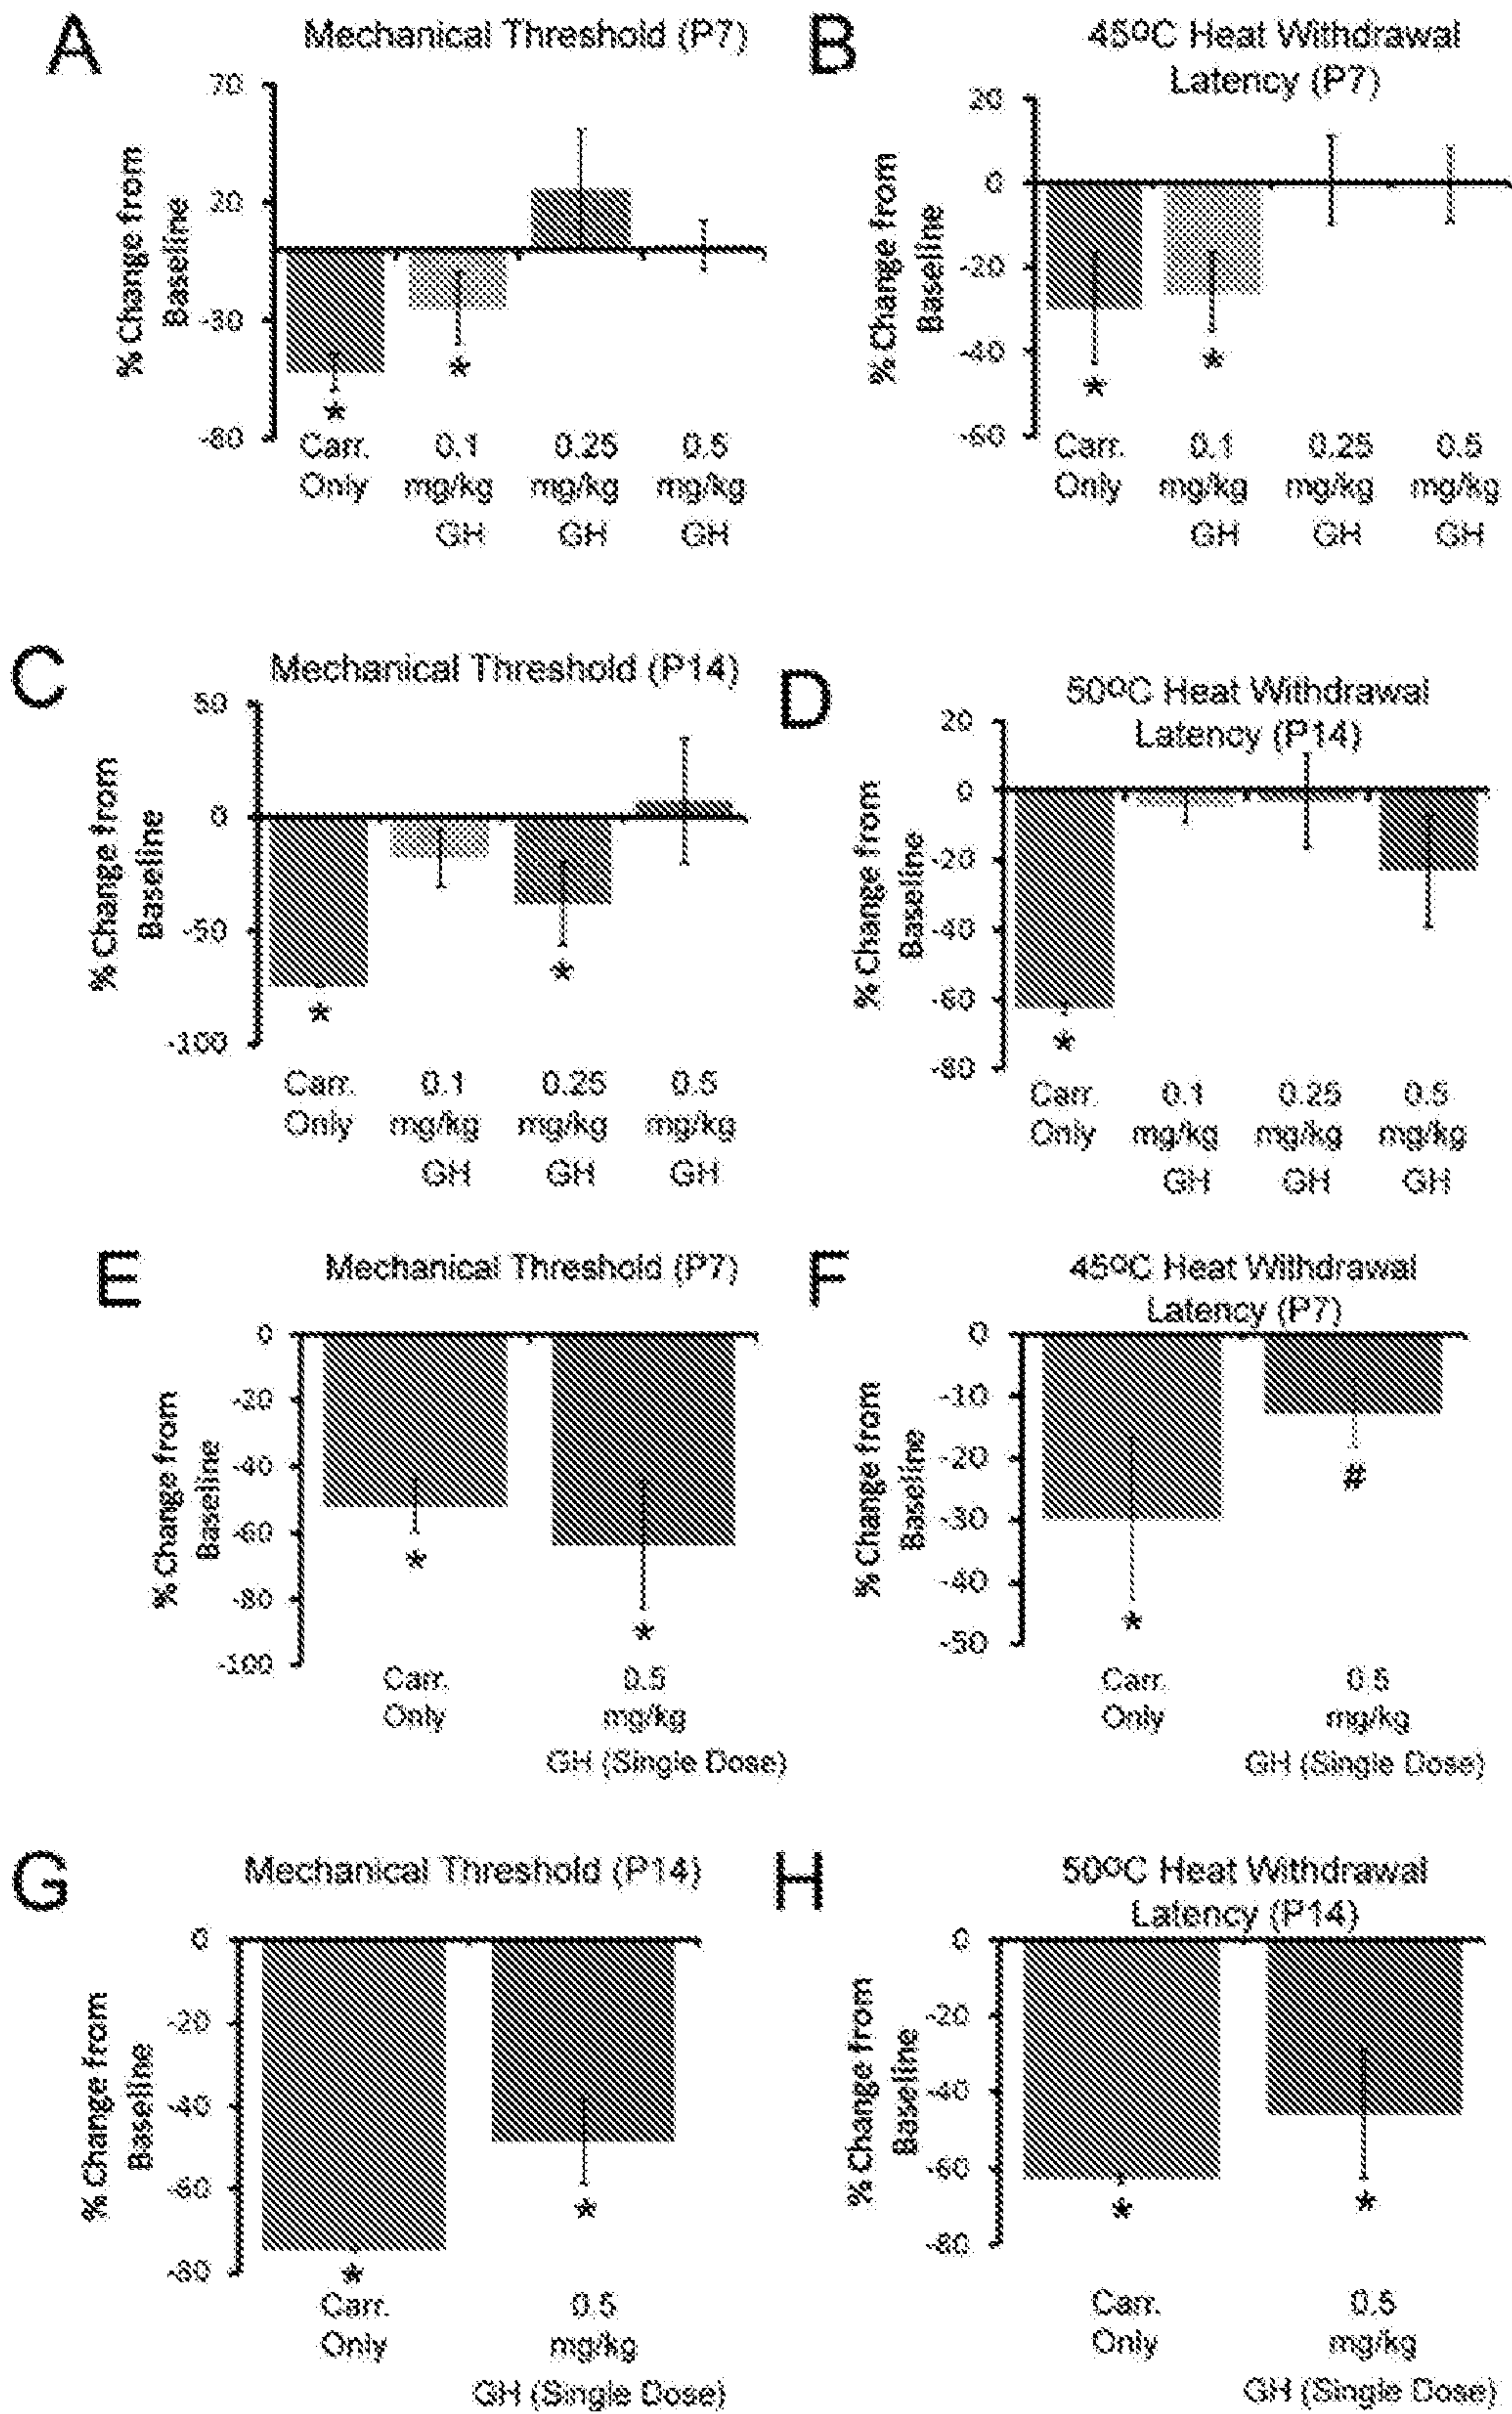 A
Mechanical Threshold (P7)
% Change from
Baseline
70
20
-30
-80
*
*
Carr.
Only
0.1
mg/kg
GH
0.25
mg/kg
GH
0.5
mg/kg
GH
B
45ºC Heat Withdrawal
Latency (P7)
% Change from
Baseline
20
0
-20
-40
-60
*
*
Carr.
Only
0.1
mg/kg
GH
0.25
mg/kg
GH
0.5
mg/kg
GH
C
Mechanical Threshold (P14)
% Change from
Baseline
50
0
-50
-100
*
*
Carr.
Only
0.1
mg/kg
GH
0.25
mg/kg
GH
0.5
mg/kg
GH
D
50ºC Heat Withdrawal
Latency (P14)
% Change from
Baseline
20
0
-20
-40
-60
-80
*
Carr.
Only
0.1
mg/kg
GH
0.25
mg/kg
GH
0.5
mg/kg
GH
E
Mechanical Threshold (P7)
% Change from
Baseline
0
-20
-40
-60
-80
-100
*
*
Carr.
Only
0.5
mg/kg
GH (Single Dose)
F
45ºC Heat Withdrawal
Latency (P7)
% Change from
Baseline
0
-10
-20
-30
-40
-50
*
#
Carr.
Only
0.5
mg/kg
GH (Single Dose)
G
Mechanical Threshold (P14)
% Change from
Baseline
0
-20
-40
-60
-80
*
*
Carr.
Only
0.5
mg/kg
GH (Single Dose)
H
50ºC Heat Withdrawal
Latency (P14)
% Change from
Baseline
0
-20
-40
-60
-80
*
*
Carr.
Only
0.5
mg/kg
GH (Single Dose)